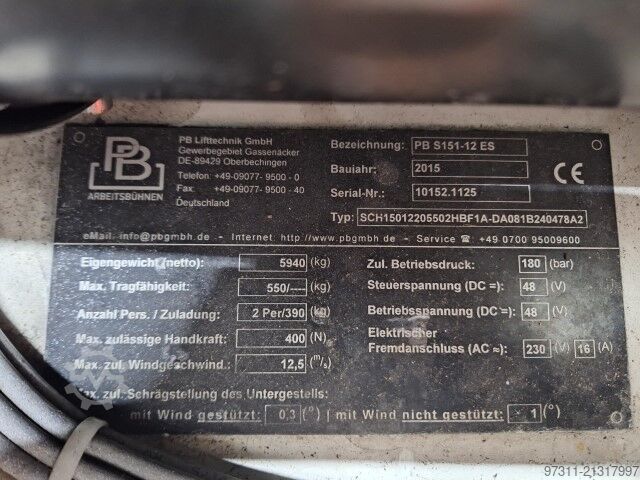 PB
ARBEITSBÜHNEN
PB Lifttechnik GmbH
Gewerbegebiet Gassenäcker
DE-89429 Oberbechingen
Telefon: +49-09077- 9500 - 0
Fax: +49-09077- 9500 - 40
Deutschland
Bezeichnung: PB S151-12 ES
Baujahr: 2015
Serial-Nr.: 10152.1125
CE
Typ: SCH15012205502HBF1A-DA081B240478A2
eMail: info@pbgmbh.de - Internet: http://www.pbgmbh.de - Service ☎ +49 0700 95009600
Eigengewicht (netto): 5940 (kg)
Max. Tragfähigkeit: 550/---- (kg)
Anzahl Pers. / Zuladung: 2 Per/390 (kg)
Max. zulässige Handkraft: 400 (N)
Max. zul. Windgeschwind.: 12,5 (m/s)
Zul. Betriebsdruck: 180 (bar)
Steuerspannung (DC =): 48 (V)
Betriebsspannung (DC =): 48 (V)
Elektrischer
Fremdanschluss (AC ≈): 230 (V) 16 (A)
Max. zul. Schrägstellung des Untergestells:
mit Wind gestützt: 0,3 (°) | mit Wind nicht gestützt: - 1 (°)
97311-21317997